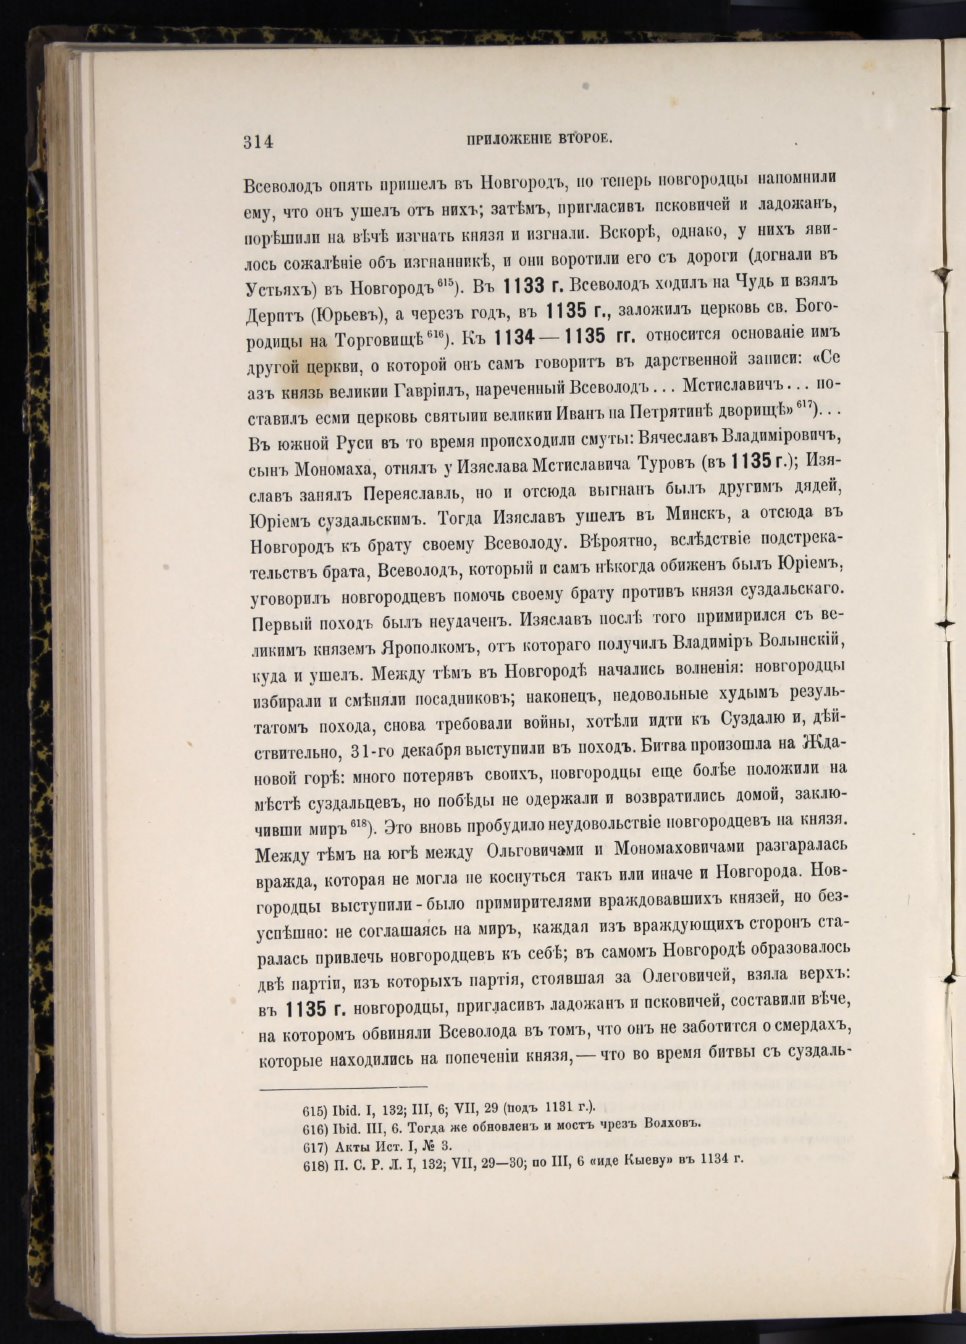 314
ПРИЛОЖЕНІЕ ВТОРОЕ.
Всеволодъ опять пришелъ въ Новгородъ, но теперь новгородцы напомнили
ему, что онъ ушелъ отъ нихъ; затѣмъ, пригласивъ псковичей и ладожанъ,
порѣшили на вѣчѣ изгнать князя и изгнали. Вскорѣ, однако, у нихъ яви-
лось сожалѣніе объ изгнанникѣ, и они воротили его съ дороги (догнали въ
Устьяхъ) въ Новгородъ ⁶¹⁵). Въ 1133 г. Всеволодъ ходилъ на Чудь и взялъ
Дерптъ (Юрьевъ), а черезъ годъ, въ 1135 г., заложилъ церковь св. Бого-
родицы на Торговищѣ ⁶¹⁶). Къ 1134—1135 гг. относится основаніе имъ
другой церкви, о которой онъ самъ говоритъ въ дарственной записи: «Се
азъ князь великии Гавріилъ, нареченный Всеволодъ... Мстиславичъ... по-
ставилъ есми церковь святыии великии Иванъ на Петрятинѣ дворищѣ» ⁶¹⁷)...
Въ южной Руси въ то время происходили смуты: Вячеславъ Владиміровичъ,
сынъ Мономаха, отнялъ у Изяслава Мстиславича Туровъ (въ 1135 г.); Изя-
славъ занялъ Переяславль, но и отсюда выгнанъ былъ другимъ дядей,
Юріемъ суздальскимъ. Тогда Изяславъ ушелъ въ Минскъ, а отсюда въ
Новгородъ къ брату своему Всеволоду. Вѣроятно, вслѣдствіе подстрека-
тельствъ брата, Всеволодъ, который и самъ нѣкогда обиженъ былъ Юріемъ,
уговорилъ новгородцевъ помочь своему брату противъ князя суздальскаго.
Первый походъ былъ неудаченъ. Изяславъ послѣ того примирился съ ве-
ликимъ княземъ Ярополкомъ, отъ котораго получилъ Владиміръ Волынскій,
куда и ушелъ. Между тѣмъ въ Новгородѣ начались волненія: новгородцы
избирали и смѣняли посадниковъ; наконецъ, недовольные худымъ резуль-
татомъ похода, снова требовали войны, хотѣли идти къ Суздалю и, дѣй-
ствительно, 31-го декабря выступили въ походъ. Битва произошла на Жда-
новой горѣ: много потерявъ своихъ, новгородцы еще болѣе положили на
мѣстѣ суздальцевъ, но побѣды не одержали и возвратились домой, заклю-
чивши миръ ⁶¹⁸). Это вновь пробудило неудовольствіе новгородцевъ на князя.
Между тѣмъ на югѣ между Ольговичами и Мономаховичами разгаралась
вражда, которая не могла не коснуться такъ или иначе и Новгорода. Нов-
городцы выступили-было примирителями враждовавшихъ князей, но без-
успѣшно: не соглашаясь на миръ, каждая изъ враждующихъ сторонъ ста-
ралась привлечь новгородцевъ къ себѣ; въ самомъ Новгородѣ образовалось
двѣ партіи, изъ которыхъ партія, стоявшая за Олеговичей, взяла верхъ:
въ 1135 г. новгородцы, пригласивъ ладожанъ и псковичей, составили вѣче,
на которомъ обвиняли Всеволода въ томъ, что онъ не заботится о смердахъ,
которые находились на попеченіи князя,—что во время битвы съ суздаль-
615) Ibid. I, 132; III, 6; VII, 29 (подъ 1131 г.).
616) Ibid. III, 6. Тогда же обновленъ и мостъ чрезъ Волховъ.
617) Акты Ист. I, № 3.
618) П. С. Р. Л. I, 132; VII, 29—30; по III, 6 «иде Кыеву» въ 1134 г.